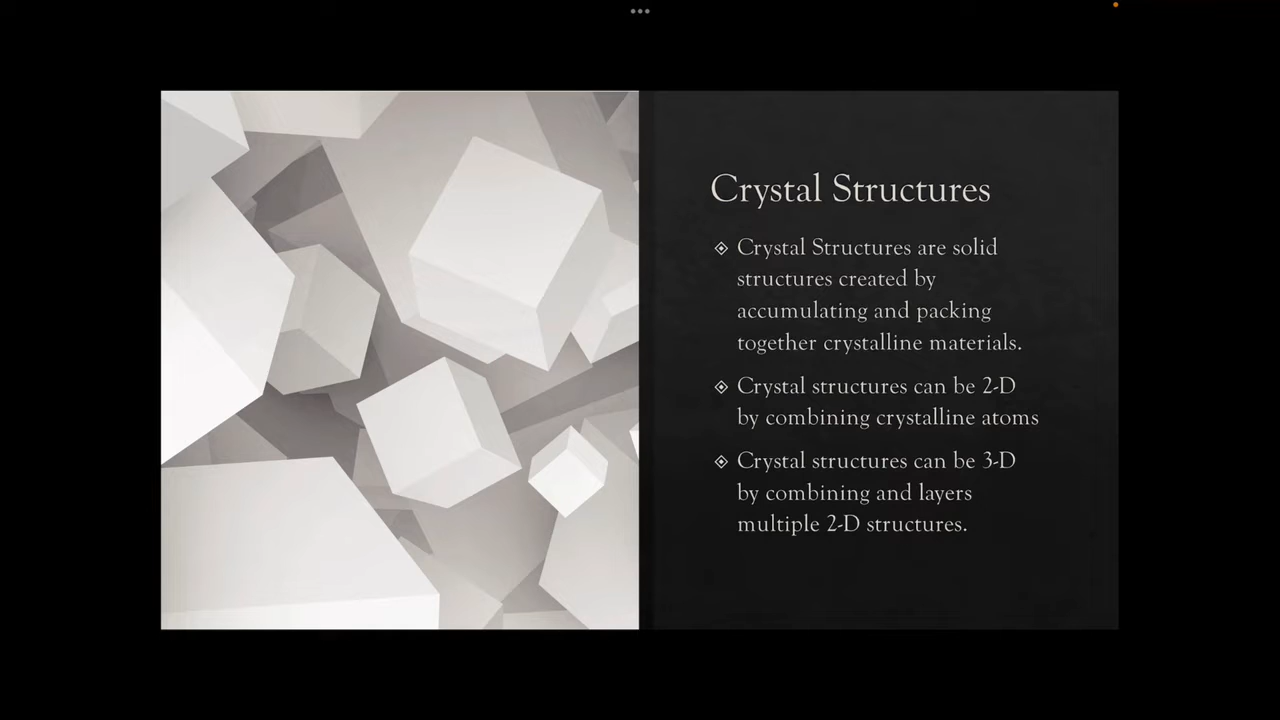 Crystal Structures
Crystal Structures are solid
structures created by
accumulating and packing
together crystalline materials.
Crystal structures can be 2-D
by combining crystalline atoms
Crystal structures can be 3-D
by combining and layers
multiple 2-D structures.